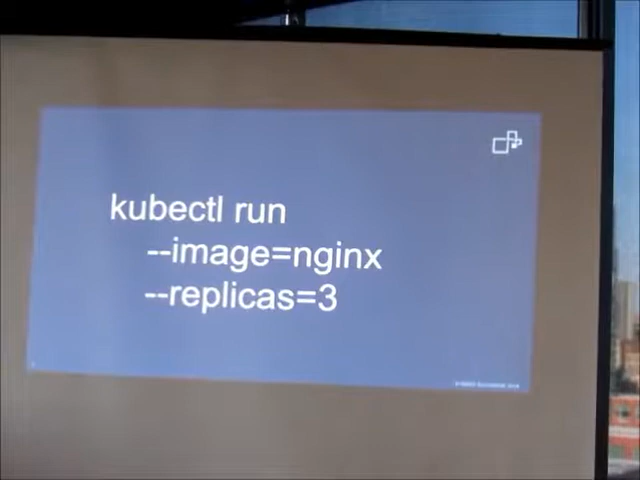 kubectl run
--image=nginx
--replicas=3